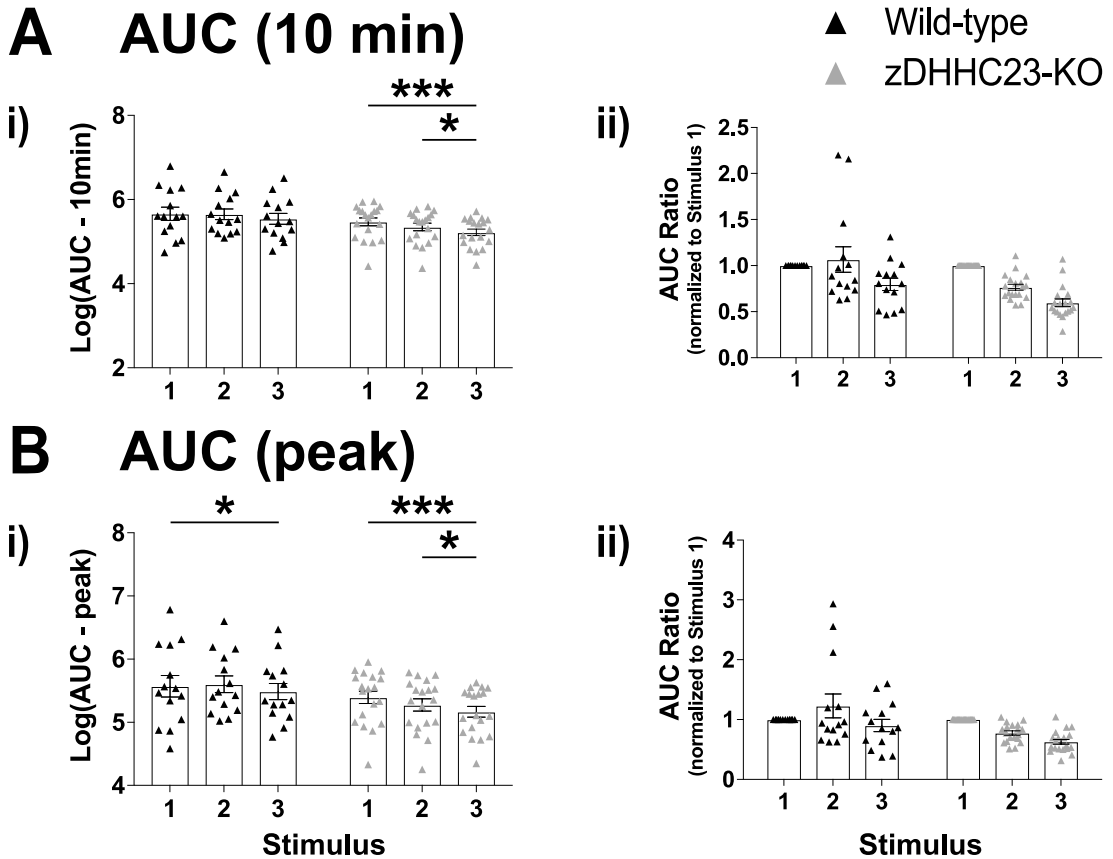 A AUC (10 min)
Wild-type
zDHHC23-KO
i)
Log(AUC - 10min)
8
6
4
2
***
*
1 2 3 1 2 3
ii)
AUC Ratio
(normalized to Stimulus 1)
2.5
2.0
1.5
1.0
0.5
0.0
1 2 3 1 2 3
B AUC (peak)
i)
Log(AUC - peak)
8
7
6
5
4
*
***
*
1 2 3 1 2 3
Stimulus
ii)
AUC Ratio
(normalized to Stimulus 1)
4
3
2
1
0
1 2 3 1 2 3
Stimulus